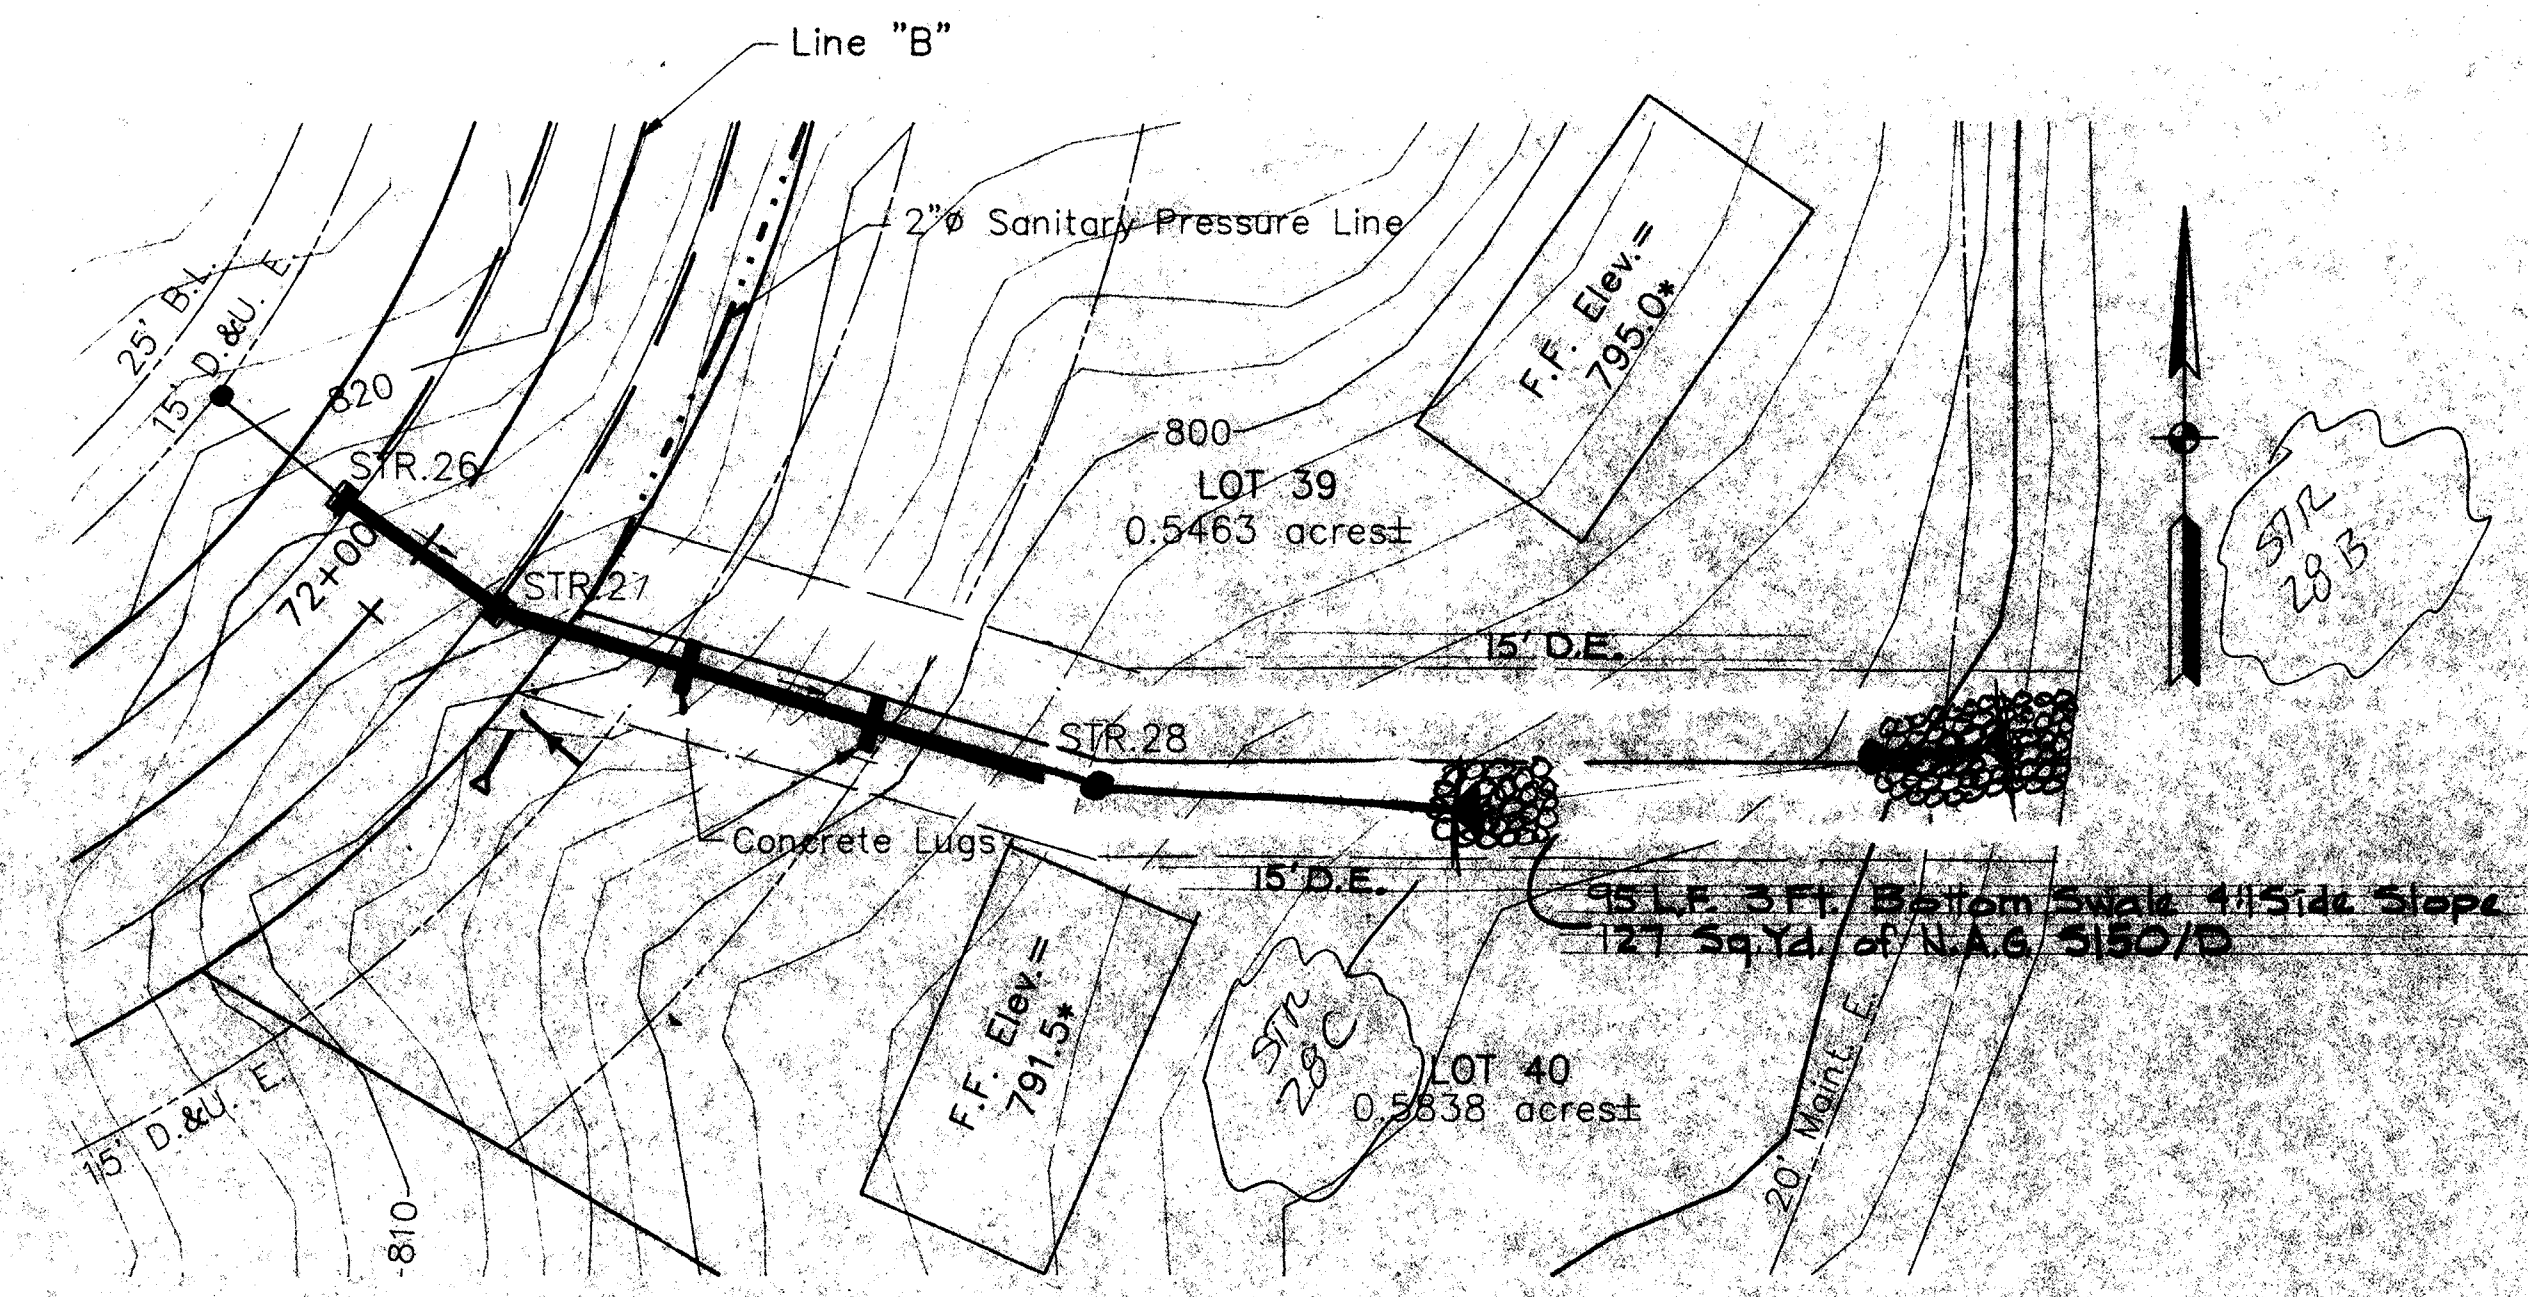 Line "B"
2"ø Sanitary Pressure Line
25' B.L.
15' D.&U. E.
820
STR.26
72+00
STR.27
F.F. Elev.=
795.0*
800
LOT 39
0.5463 acres±
STR
28 B
15' D.E.
STR.28
Concrete Lugs
15' D.E.
95 L.F. 3 Ft. Bottom Swale 4:1 Side Slope
127 Sq.Yd. of N.A.G. S150/D
F.F. Elev.=
791.5*
STR
28 C
LOT 40
0.5838 acres±
20' Maint. E.
15' D.&U. E.
810